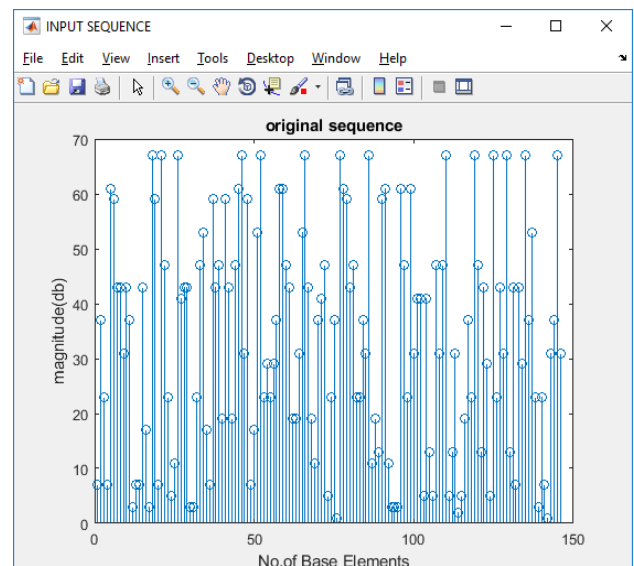 INPUT SEQUENCE
File Edit View Insert Tools Desktop Window Help
original sequence
magnitude(db)
70
60
50
40
30
20
10
0
0 50 100 150
No.of Base Elements